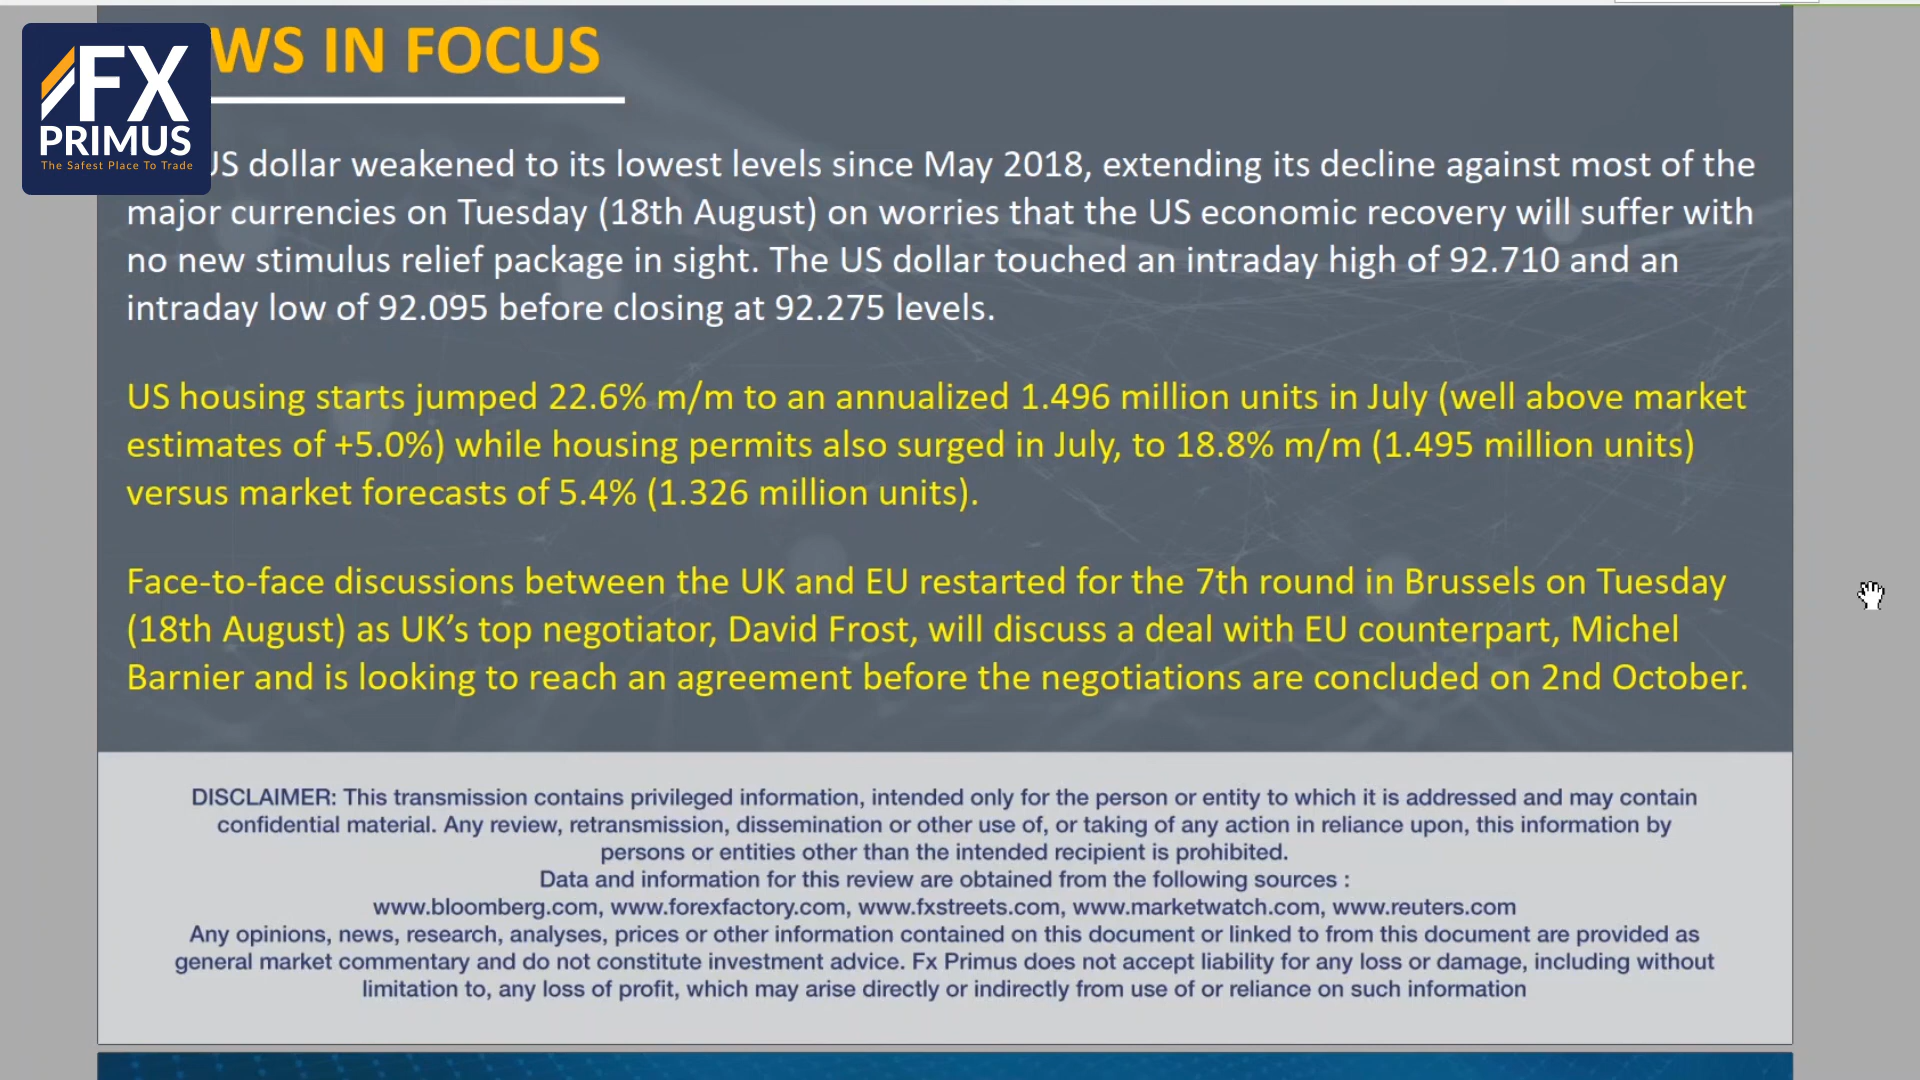 WS IN FOCUS
FX
PRIMUS
The Safest Place To Trade
US dollar weakened to its lowest levels since May 2018, extending its decline against most of the
major currencies on Tuesday (18th August) on worries that the US economic recovery will suffer with
no new stimulus relief package in sight. The US dollar touched an intraday high of 92.710 and an
intraday low of 92.095 before closing at 92.275 levels.
US housing starts jumped 22.6% m/m to an annualized 1.496 million units in July (well above market
estimates of +5.0%) while housing permits also surged in July, to 18.8% m/m (1.495 million units)
versus market forecasts of 5.4% (1.326 million units).
Face-to-face discussions between the UK and EU restarted for the 7th round in Brussels on Tuesday
(18th August) as UK’s top negotiator, David Frost, will discuss a deal with EU counterpart, Michel
Barnier and is looking to reach an agreement before the negotiations are concluded on 2nd October.
DISCLAIMER: This transmission contains privileged information, intended only for the person or entity to which it is addressed and may contain
confidential material. Any review, retransmission, dissemination or other use of, or taking of any action in reliance upon, this information by
persons or entities other than the intended recipient is prohibited.
Data and information for this review are obtained from the following sources :
www.bloomberg.com, www.forexfactory.com, www.fxstreets.com, www.marketwatch.com, www.reuters.com
Any opinions, news, research, analyses, prices or other information contained on this document or linked to from this document are provided as
general market commentary and do not constitute investment advice. Fx Primus does not accept liability for any loss or damage, including without
limitation to, any loss of profit, which may arise directly or indirectly from use of or reliance on such information